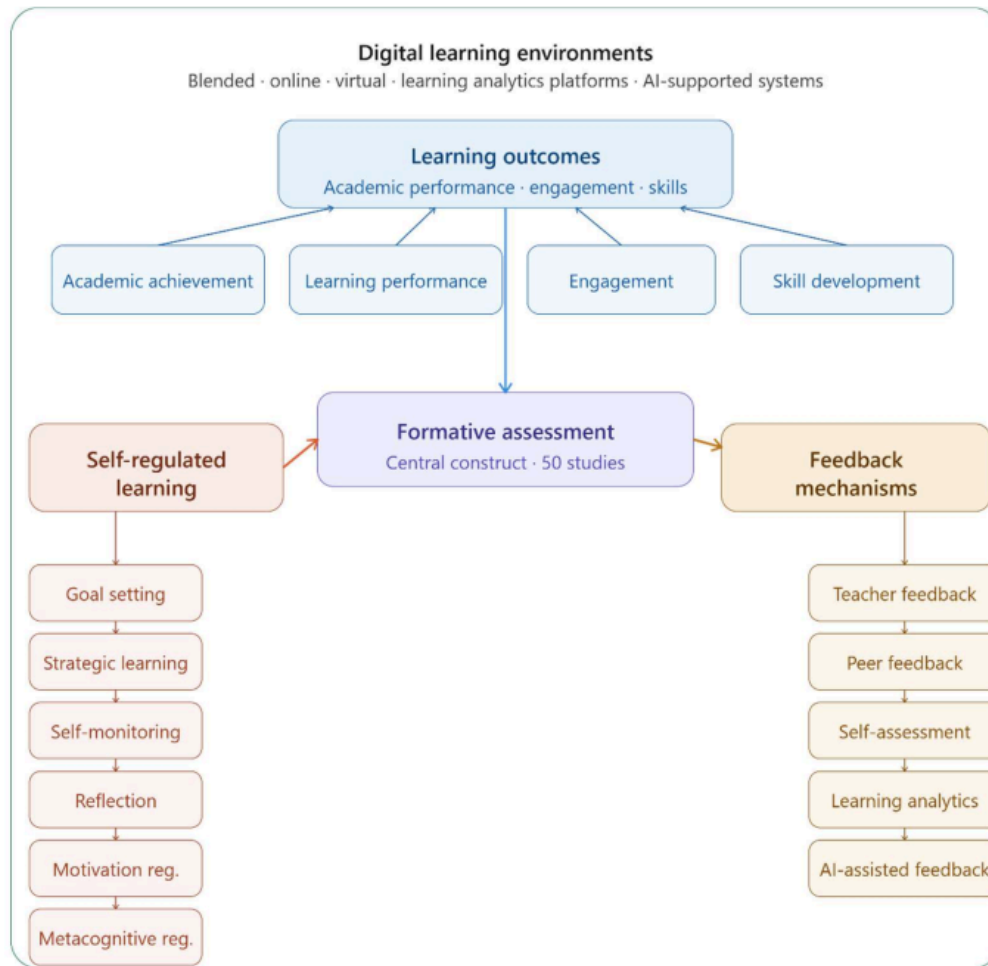 Digital learning environments
Blended · online · virtual · learning analytics platforms · AI-supported systems
Learning outcomes
Academic performance · engagement · skills
Academic achievement
Learning performance
Engagement
Skill development
Formative assessment
Central construct · 50 studies
Self-regulated
learning
Feedback
mechanisms
Goal setting
Strategic learning
Self-monitoring
Reflection
Motivation reg.
Metacognitive reg.
Teacher feedback
Peer feedback
Self-assessment
Learning analytics
AI-assisted feedback